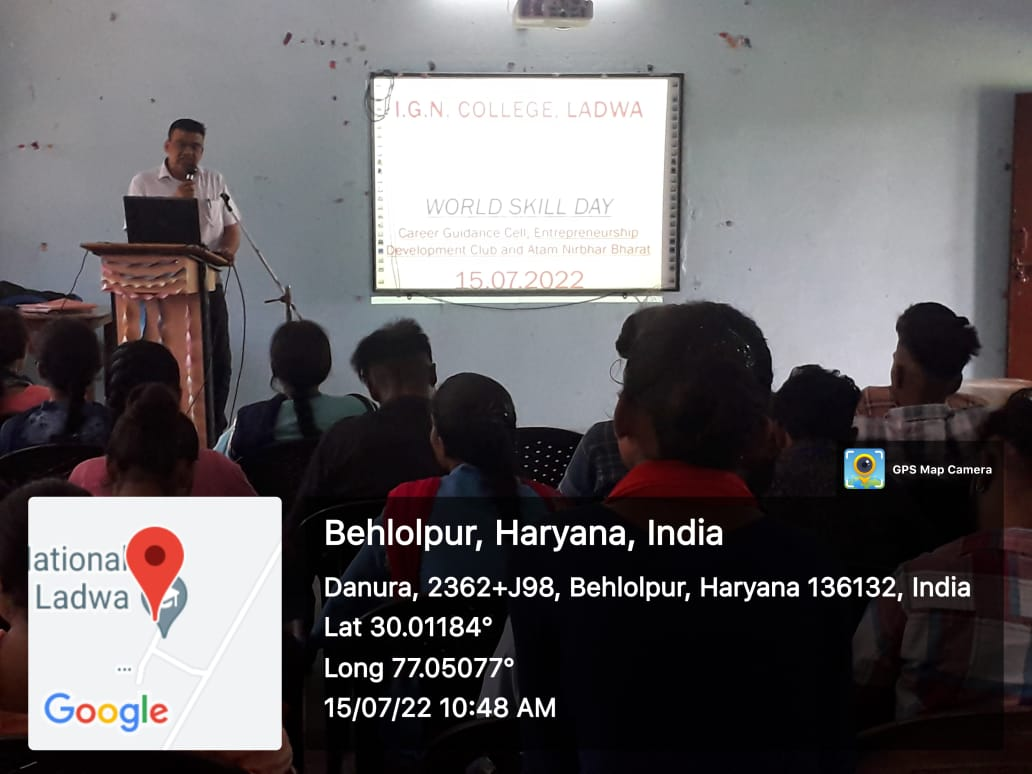 I.G.N. COLLEGE, LADWA
WORLD SKILL DAY
Career Guidance Cell, Entrepreneurship
Development Club and Atam Nirbhar Bharat
15.07.2022
GPS Map Camera
Behlolpur, Haryana, India
Danura, 2362+J98, Behlolpur, Haryana 136132, India
Lat 30.01184°
Long 77.05077°
15/07/22 10:48 AM
Ladwa
...
Google